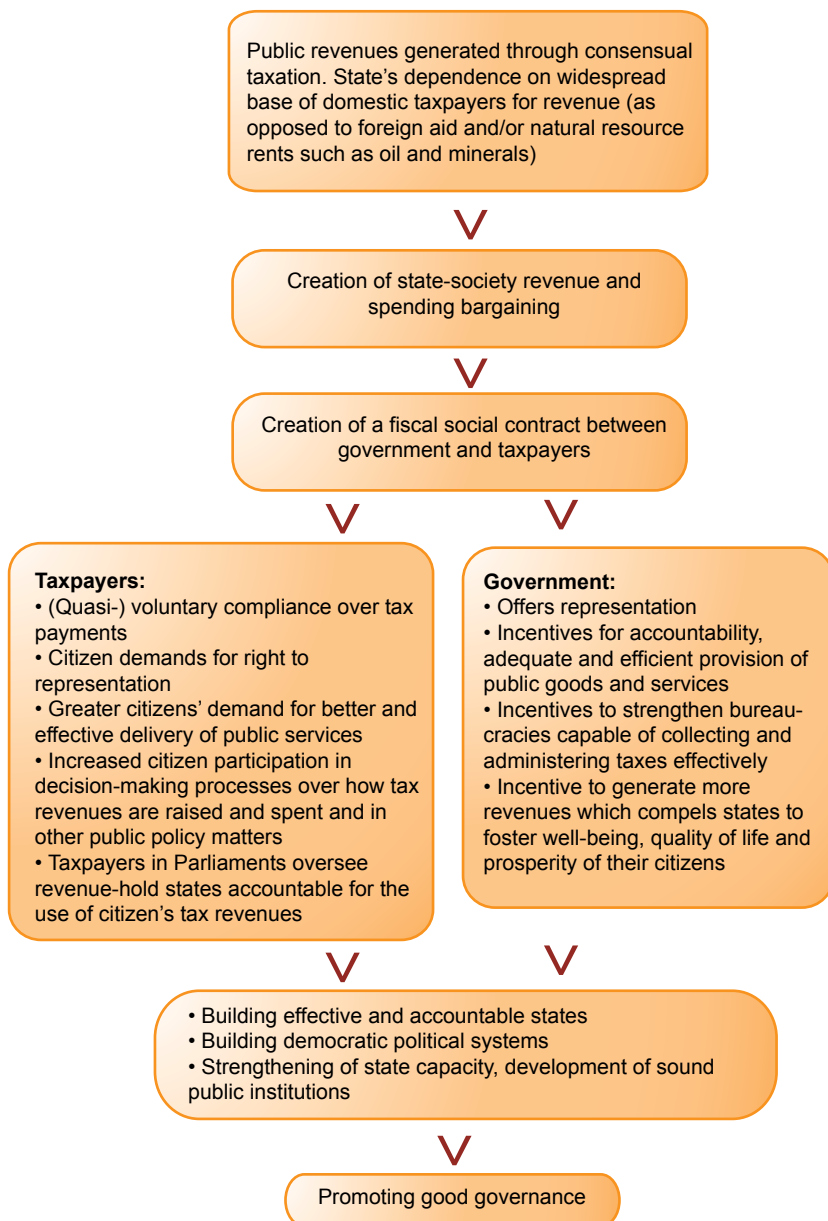 Public revenues generated through consensual
taxation. State's dependence on widespread
base of domestic taxpayers for revenue (as
opposed to foreign aid and/or natural resource
rents such as oil and minerals)
Creation of state-society revenue and
spending bargaining
Creation of a fiscal social contract between
government and taxpayers
Taxpayers:
• (Quasi-) voluntary compliance over tax
payments
• Citizen demands for right to
representation
• Greater citizens' demand for better and
effective delivery of public services
• Increased citizen participation in
decision-making processes over how tax
revenues are raised and spent and in
other public policy matters
• Taxpayers in Parliaments oversee
revenue-hold states accountable for the
use of citizen's tax revenues
Government:
• Offers representation
• Incentives for accountability,
adequate and efficient provision of
public goods and services
• Incentives to strengthen bureau-
cracies capable of collecting and
administering taxes effectively
• Incentive to generate more
revenues which compels states to
foster well-being, quality of life and
prosperity of their citizens
• Building effective and accountable states
• Building democratic political systems
• Strengthening of state capacity, development of sound
public institutions
Promoting good governance